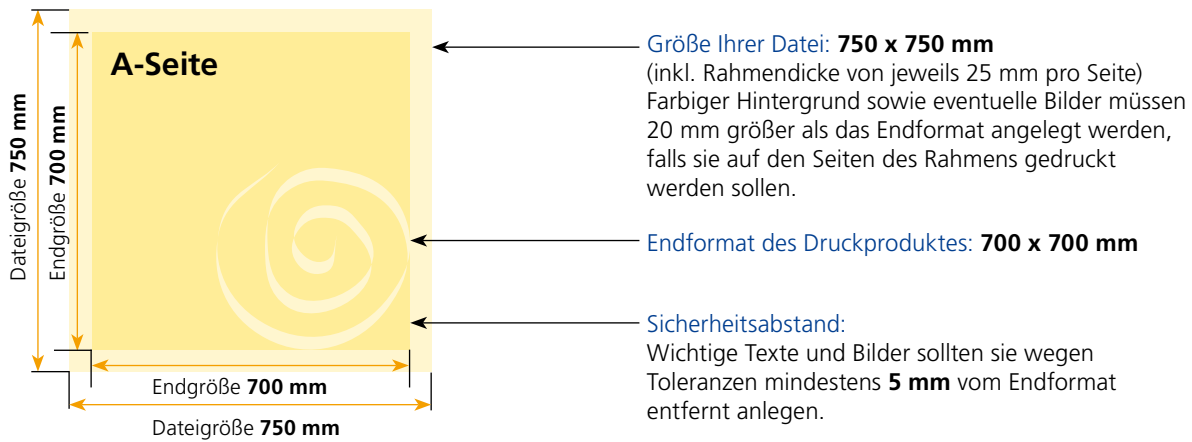 A-Seite
Dateigröße 750 mm
Endgröße 700 mm
Endgröße 700 mm
Dateigröße 750 mm
Größe Ihrer Datei: 750 x 750 mm
(inkl. Rahmendicke von jeweils 25 mm pro Seite)
Farbiger Hintergrund sowie eventuelle Bilder müssen
20 mm größer als das Endformat angelegt werden,
falls sie auf den Seiten des Rahmens gedruckt
werden sollen.
Endformat des Druckproduktes: 700 x 700 mm
Sicherheitsabstand:
Wichtige Texte und Bilder sollten sie wegen
Toleranzen mindestens 5 mm vom Endformat
entfernt anlegen.